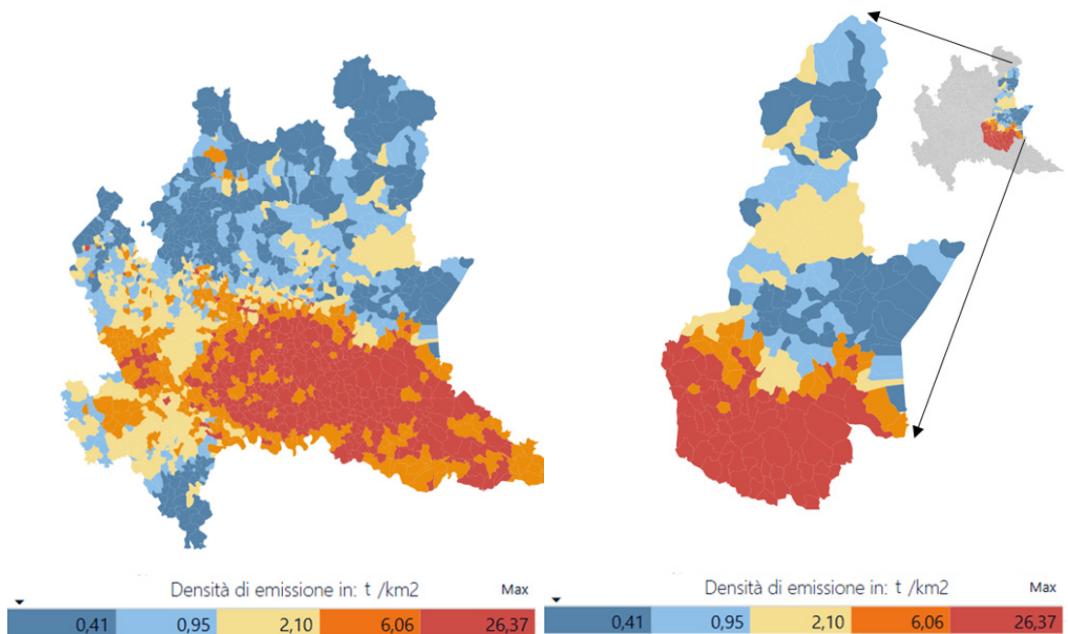 Densità di emissione in: t /km2 Max
0,41 0,95 2,10 6,06 26,37
Densità di emissione in: t /km2 Max
0,41 0,95 2,10 6,06 26,37